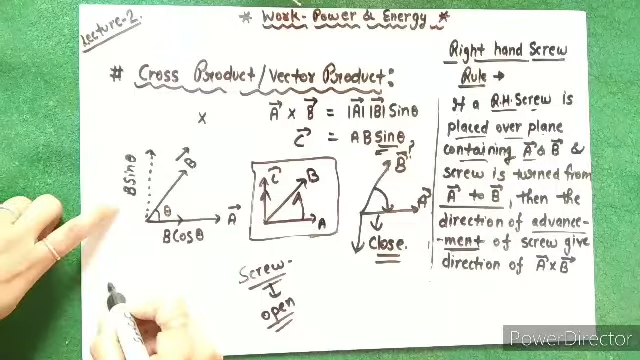 Lecture-2
* Work-Power & Energy *
# Cross Product/Vector Product:
x
A x B = |A||B| Sinθ
C = AB Sinθ
B Sinθ
B
θ
A
B Cosθ
C
B
A
B?
A
Close
Screw-
open
Right hand Screw
Rule →
If a R.H. Screw is
placed over plane
containing A & B &
screw is turned from
A to B, then the
direction of advance-
ment of screw give
direction of A x B
PowerDirector